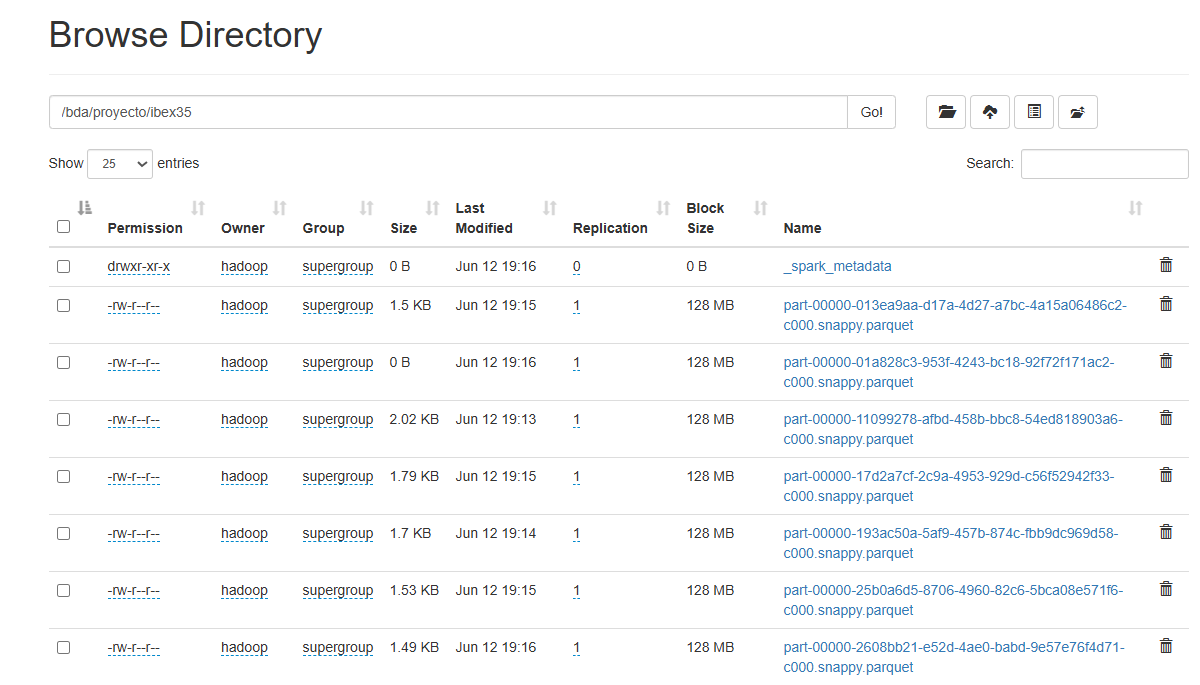 Browse Directory
/bda/proyecto/ibex35 Go!
Show 25 entries Search:
Permission Owner Group Size Last Modified Replication Block Size Name
drwxr-xr-x hadoop supergroup 0 B Jun 12 19:16 0 0 B _spark_metadata
-rw-r--r-- hadoop supergroup 1.5 KB Jun 12 19:15 1 128 MB part-00000-013ea9aa-d17a-4d27-a7bc-4a15a06486c2-
c000.snappy.parquet
-rw-r--r-- hadoop supergroup 0 B Jun 12 19:16 1 128 MB part-00000-01a828c3-953f-4243-bc18-92f72f171ac2-
c000.snappy.parquet
-rw-r--r-- hadoop supergroup 2.02 KB Jun 12 19:13 1 128 MB part-00000-11099278-afbd-458b-bbc8-54ed818903a6-
c000.snappy.parquet
-rw-r--r-- hadoop supergroup 1.79 KB Jun 12 19:15 1 128 MB part-00000-17d2a7cf-2c9a-4953-929d-c56f52942f33-
c000.snappy.parquet
-rw-r--r-- hadoop supergroup 1.7 KB Jun 12 19:14 1 128 MB part-00000-193ac50a-5af9-457b-874c-fbb9dc969d58-
c000.snappy.parquet
-rw-r--r-- hadoop supergroup 1.53 KB Jun 12 19:15 1 128 MB part-00000-25b0a6d5-8706-4960-82c6-5bca08e571f6-
c000.snappy.parquet
-rw-r--r-- hadoop supergroup 1.49 KB Jun 12 19:16 1 128 MB part-00000-2608bb21-e52d-4ae0-babd-9e57e76f4d71-
c000.snappy.parquet